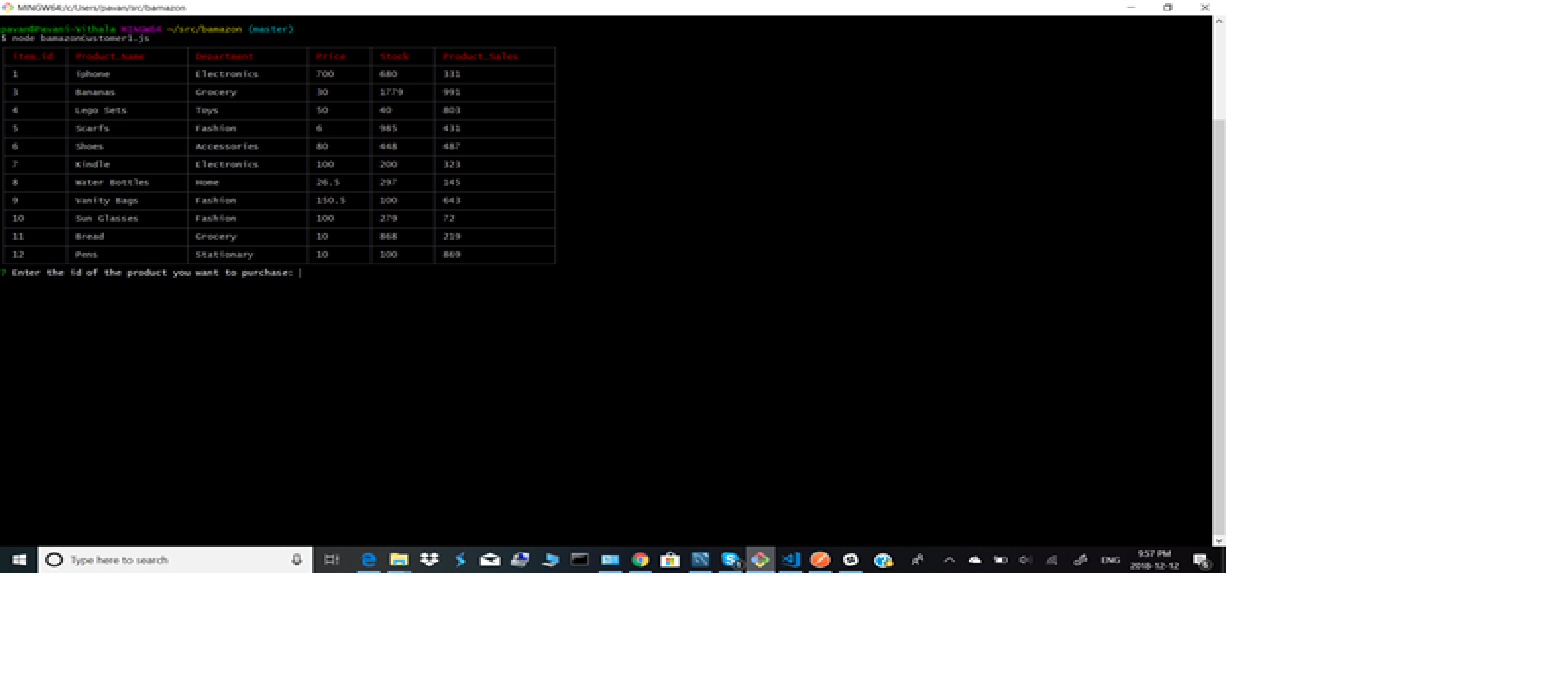 MINGW64:/c/Users/pavan/src/bamazon
pavan@Pavani-Vithala MINGW64 ~/src/bamazon (master)
$ node bamazonCustomer1.js
item_id Product_Name Department Price Stock Product_Sales
1 iphone Electronics 700 680 331
3 Bananas Grocery 30 1779 991
4 Lego Sets Toys 50 40 803
5 Scarfs Fashion 6 985 431
6 Shoes Accessories 80 448 487
7 Kindle Electronics 100 200 323
8 Water Bottles Home 26.5 297 145
9 Vanity Bags Fashion 150.5 100 643
10 Sun Glasses Fashion 100 279 72
11 Bread Grocery 10 868 219
12 Pens Stationary 10 100 869
? Enter the id of the product you want to purchase:
Type here to search
ENG
9:57 PM
2018-12-12